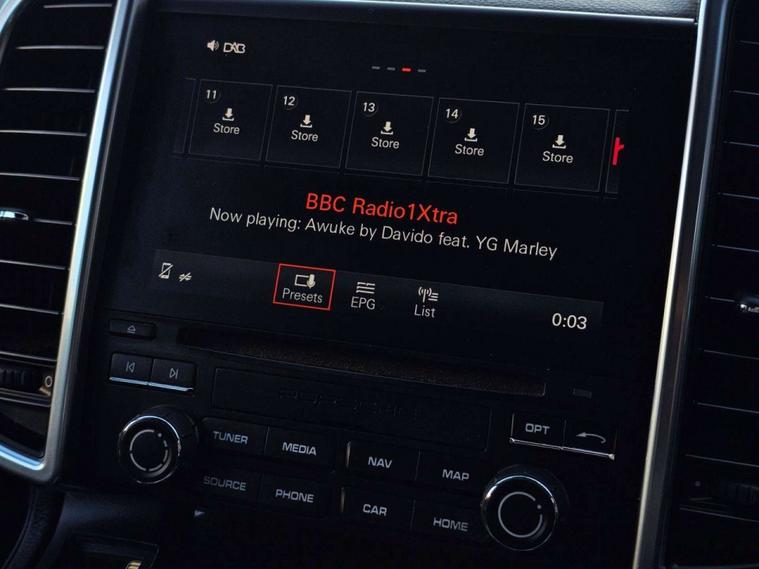 DAB
11
Store
12
Store
13
Store
14
Store
15
Store
BBC Radio1Xtra
Now playing: Awuke by Davido feat. YG Marley
Presets
EPG
List
0:03
TUNER
MEDIA
NAV
MAP
OPT
SOURCE
PHONE
CAR
HOME